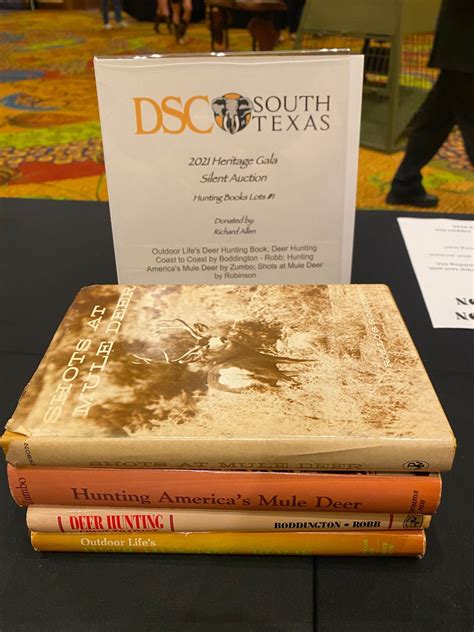 DSC SOUTH
TEXAS
2021 Heritage Gala
Silent Auction
Hunting Books Lots #1
Donated by:
Richard Allen
Outdoor Life's Deer Hunting Book; Deer Hunting
Coast to Coast by Boddington - Robb; Hunting
America's Mule Deer by Zumbo; Shots at Mule Deer
by Robinson
SHOTS AT
MULE DEER
SHOTS AT MULE DEER
Zumbo Hunting America's Mule Deer
DEER HUNTING BODDINGTON • ROBB
Outdoor Life's